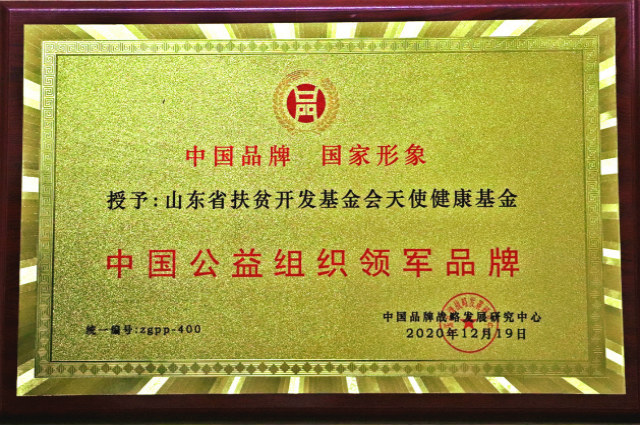 中国品牌 国家形象
授予:山东省扶贫开发基金会天使健康基金
中国公益组织领军品牌
中国品牌战略发展研究中心
统一编号:zgpp-400
2020年12月19日